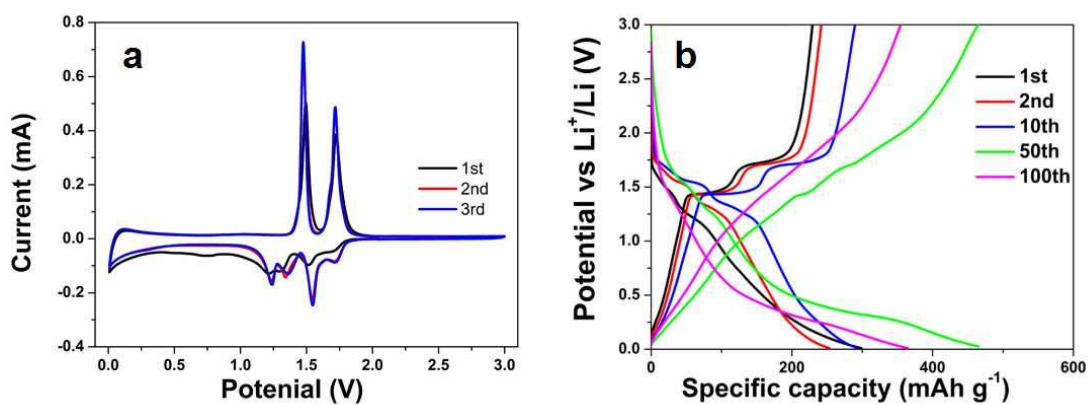 a
Currrent (mA)
0.8
0.6
0.4
0.2
0.0
-0.2
-0.4
1st
2nd
3rd
0.0 0.5 1.0 1.5 2.0 2.5 3.0
Potenial (V)
b
Potential vs Li⁺/Li (V)
3.0
2.5
2.0
1.5
1.0
0.5
0.0
1st
2nd
10th
50th
100th
0 200 400 600
Specific capacity (mAh g⁻¹)